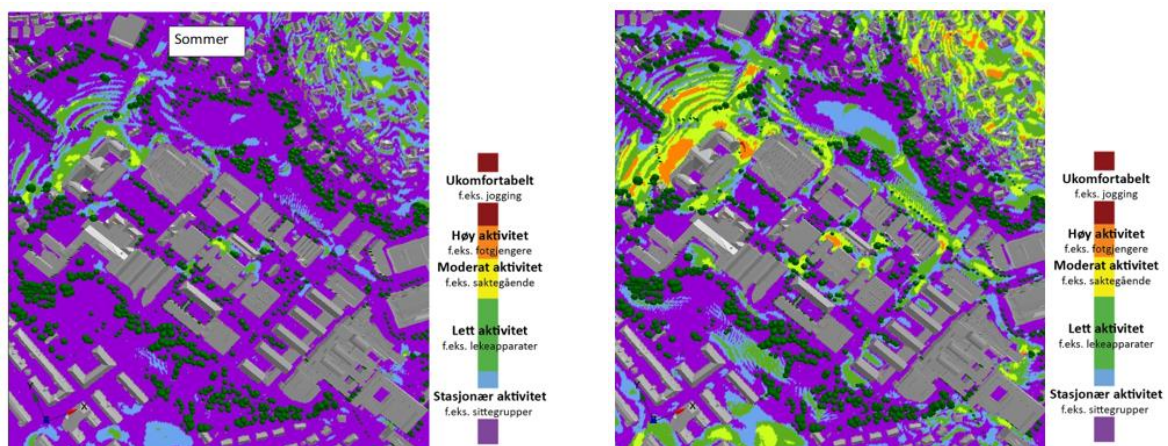 Sommer
Ukomfortabelt
f.eks. jogging
Høy aktivitet
f.eks. fotgjengere
Moderat aktivitet
f.eks. saktegående
Lett aktivitet
f.eks. lekeapparater
Stasjonær aktivitet
f.eks. sittegrupper
X
Ukomfortabelt
f.eks. jogging
Høy aktivitet
f.eks. fotgjengere
Moderat aktivitet
f.eks. saktegående
Lett aktivitet
f.eks. lekeapparater
Stasjonær aktivitet
f.eks. sittegrupper
X